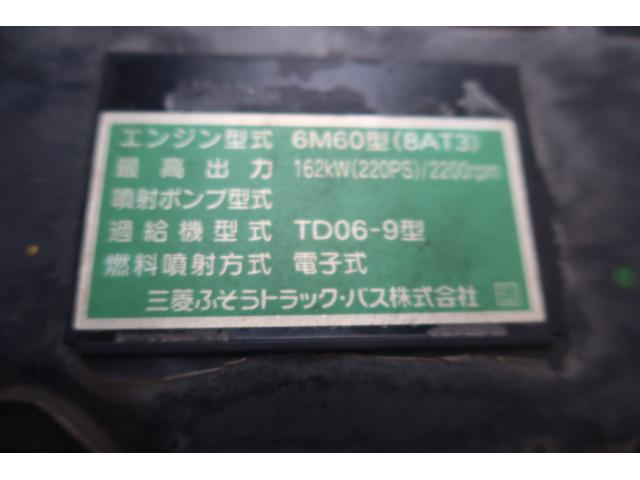 エンジン型式 6M60型(8AT3)
最高出力 162kW(220PS)/2200rpm
噴射ポンプ型式
過給機型式 TD06-9型
燃料噴射方式 電子式
三菱ふそうトラック・バス株式会社